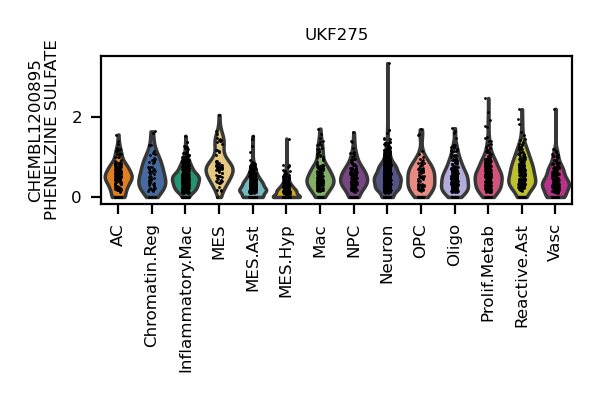 UKF275
CHEMBL1200895
PHENELZINE SULFATE
2
0
AC
Chromatin.Reg
Inflammatory.Mac
MES
MES.Ast
MES.Hyp
Mac
NPC
Neuron
OPC
Oligo
Prolif.Metab
Reactive.Ast
Vasc